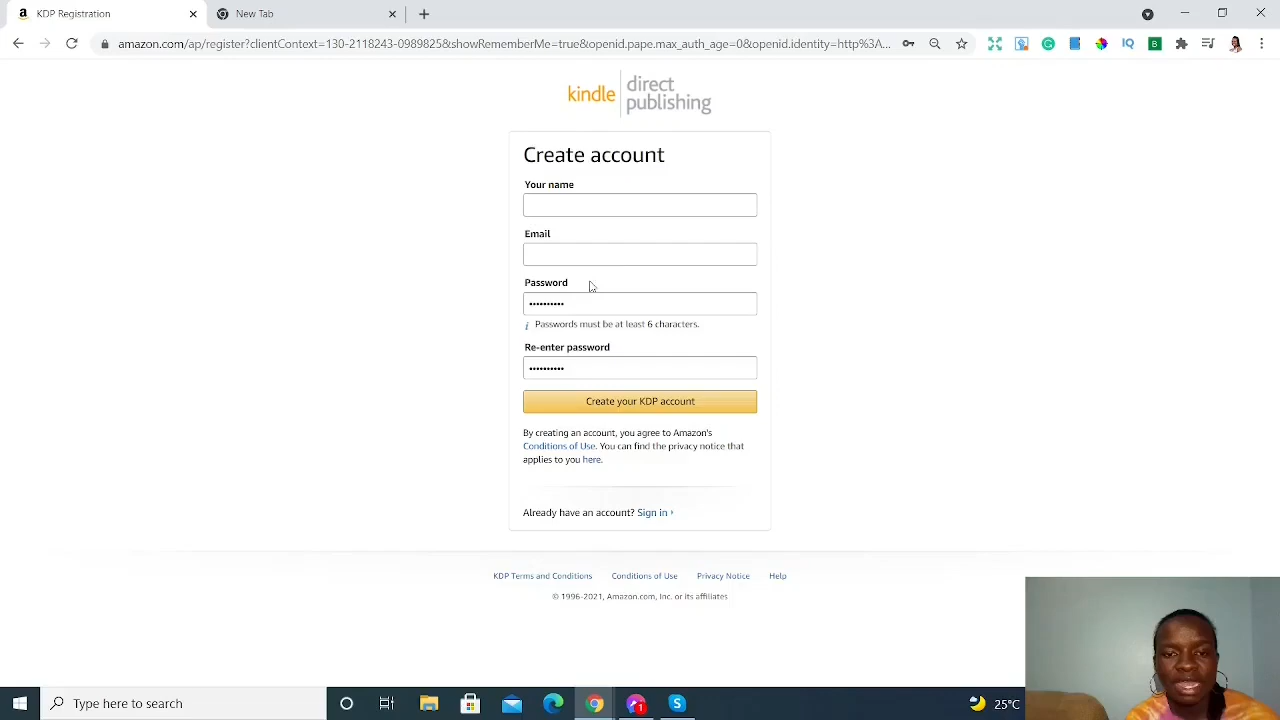 KDP Registration
New Tab
amazon.com/ap/register?clientContext=130-2118243-0989825&showRememberMe=true&openid.pape.max_auth_age=0&openid.identity=http%3A
IQ
B
kindle direct publishing
Create account
Your name
Email
Password
••••••••••
i Passwords must be at least 6 characters.
Re-enter password
••••••••••
Create your KDP account
By creating an account, you agree to Amazon's
Conditions of Use. You can find the privacy notice that
applies to you here.
Already have an account? Sign in ›
KDP Terms and Conditions Conditions of Use Privacy Notice Help
© 1996-2021, Amazon.com, Inc. or its affiliates
Type here to search
1
25°C